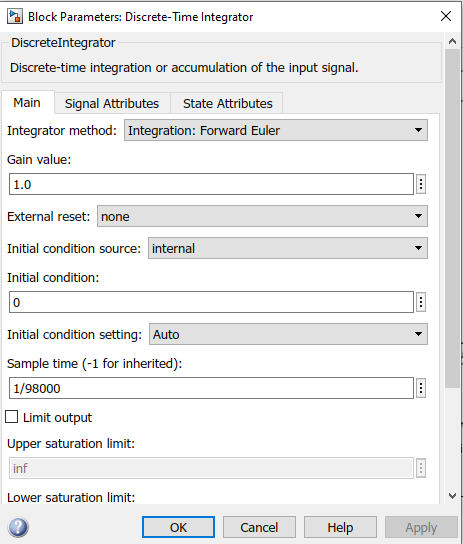 Block Parameters: Discrete-Time Integrator
DiscreteIntegrator
Discrete-time integration or accumulation of the input signal.
Main Signal Attributes State Attributes
Integrator method: Integration: Forward Euler
Gain value:
1.0
External reset: none
Initial condition source: internal
Initial condition:
0
Initial condition setting: Auto
Sample time (-1 for inherited):
1/98000
Limit output
Upper saturation limit:
inf
Lower saturation limit:
OK Cancel Help Apply